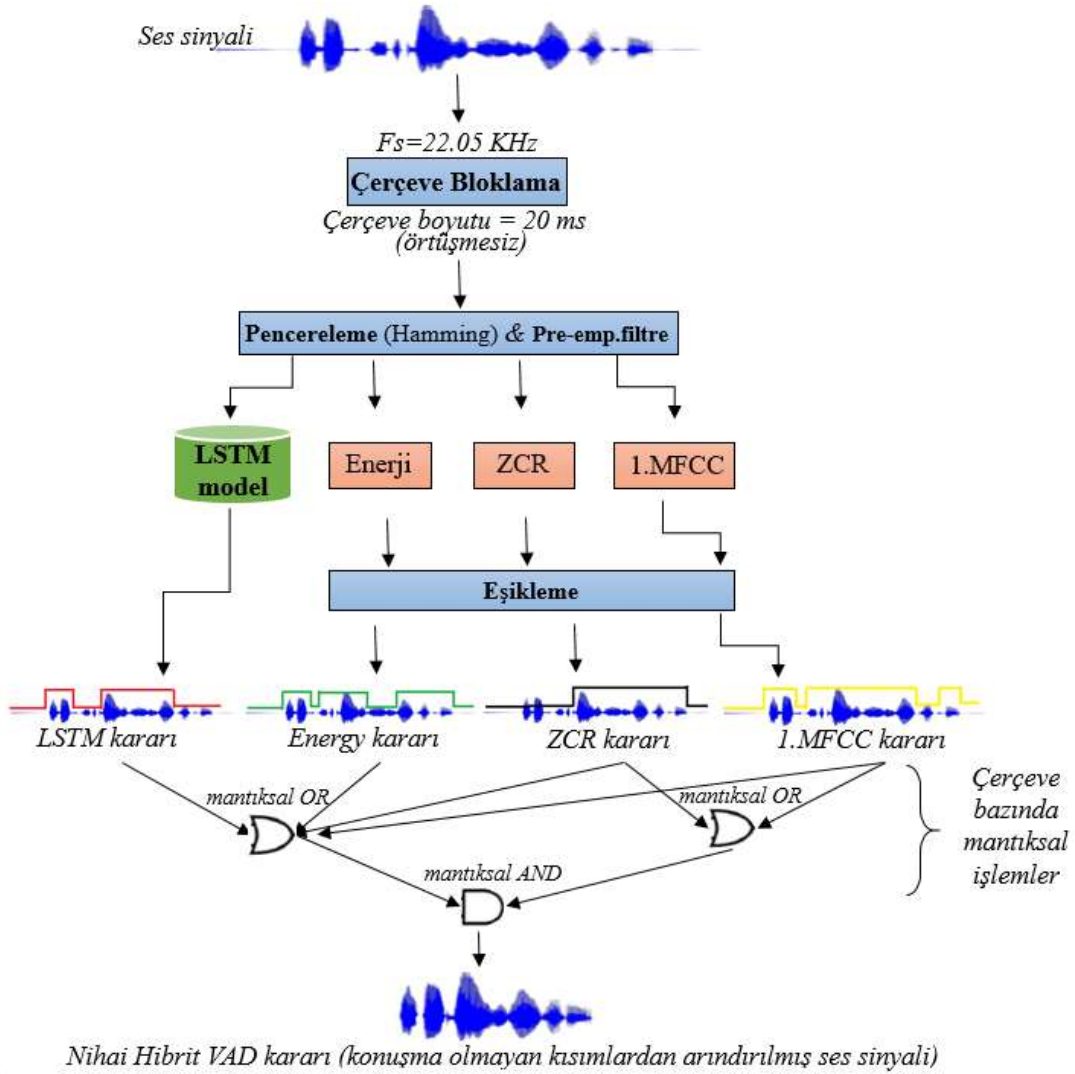 Ses sinyali
Fs=22.05 KHz
Çerçeve Bloklama
Çerçeve boyutu = 20 ms
(örtüşmesiz)
Pencereleme (Hamming) & Pre-emp.filtre
LSTM
model
Enerji
ZCR
1.MFCC
Eşikleme
LSTM kararı
Energy kararı
ZCR kararı
1.MFCC kararı
mantıksal OR
mantıksal OR
mantıksal AND
Çerçeve
bazında
mantıksal
işlemler
Nihai Hibrit VAD kararı (konuşma olmayan kısımlardan arındırılmış ses sinyali)